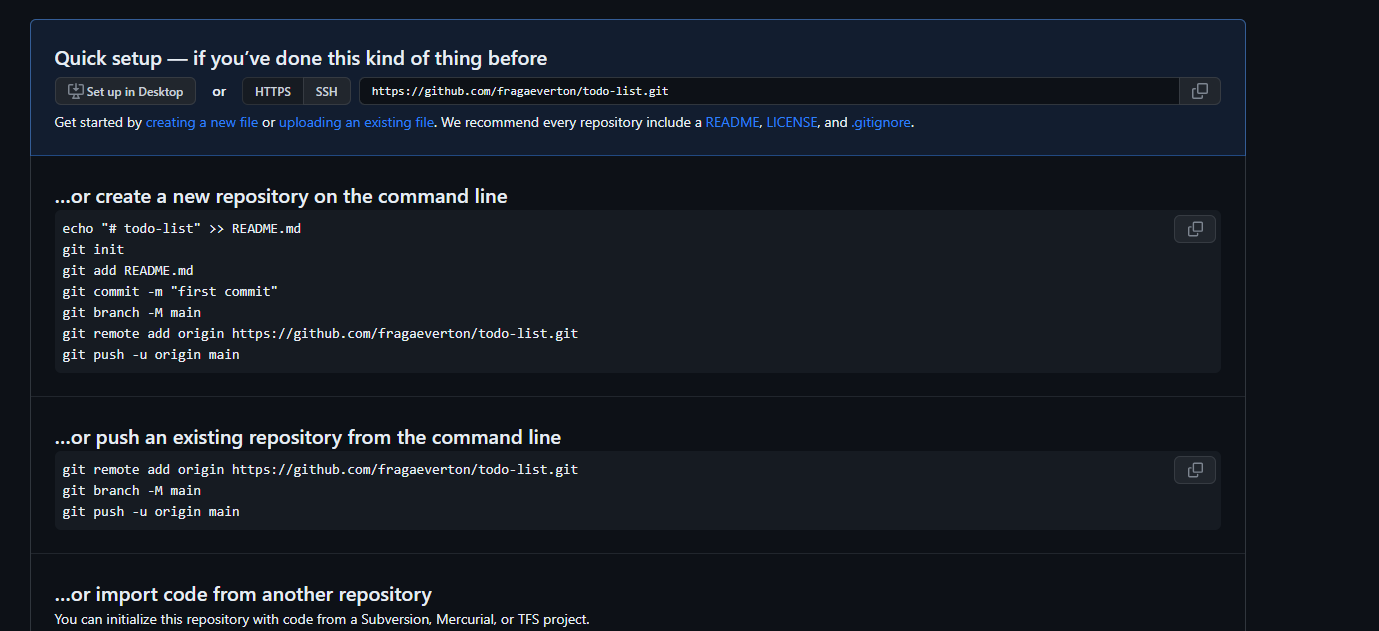 Quick setup — if you’ve done this kind of thing before
Set up in Desktop or HTTPS SSH https://github.com/fragaeverton/todo-list.git
Get started by creating a new file or uploading an existing file. We recommend every repository include a README, LICENSE, and .gitignore.
…or create a new repository on the command line
echo "# todo-list" >> README.md
git init
git add README.md
git commit -m "first commit"
git branch -M main
git remote add origin https://github.com/fragaeverton/todo-list.git
git push -u origin main
…or push an existing repository from the command line
git remote add origin https://github.com/fragaeverton/todo-list.git
git branch -M main
git push -u origin main
…or import code from another repository
You can initialize this repository with code from a Subversion, Mercurial, or TFS project.